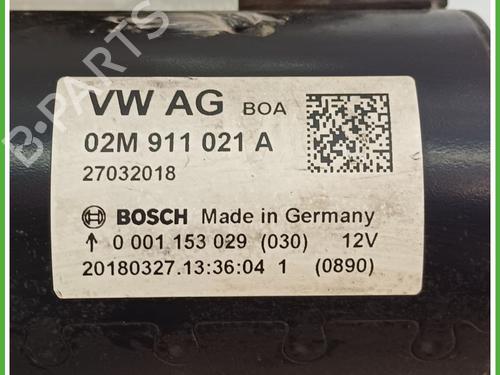 B-PARTS
VW AG BOA
02M 911 021 A
27032018
BOSCH Made in Germany
↑ 0 001 153 029 (030) 12V
20180327.13:36:04 1 (0890)